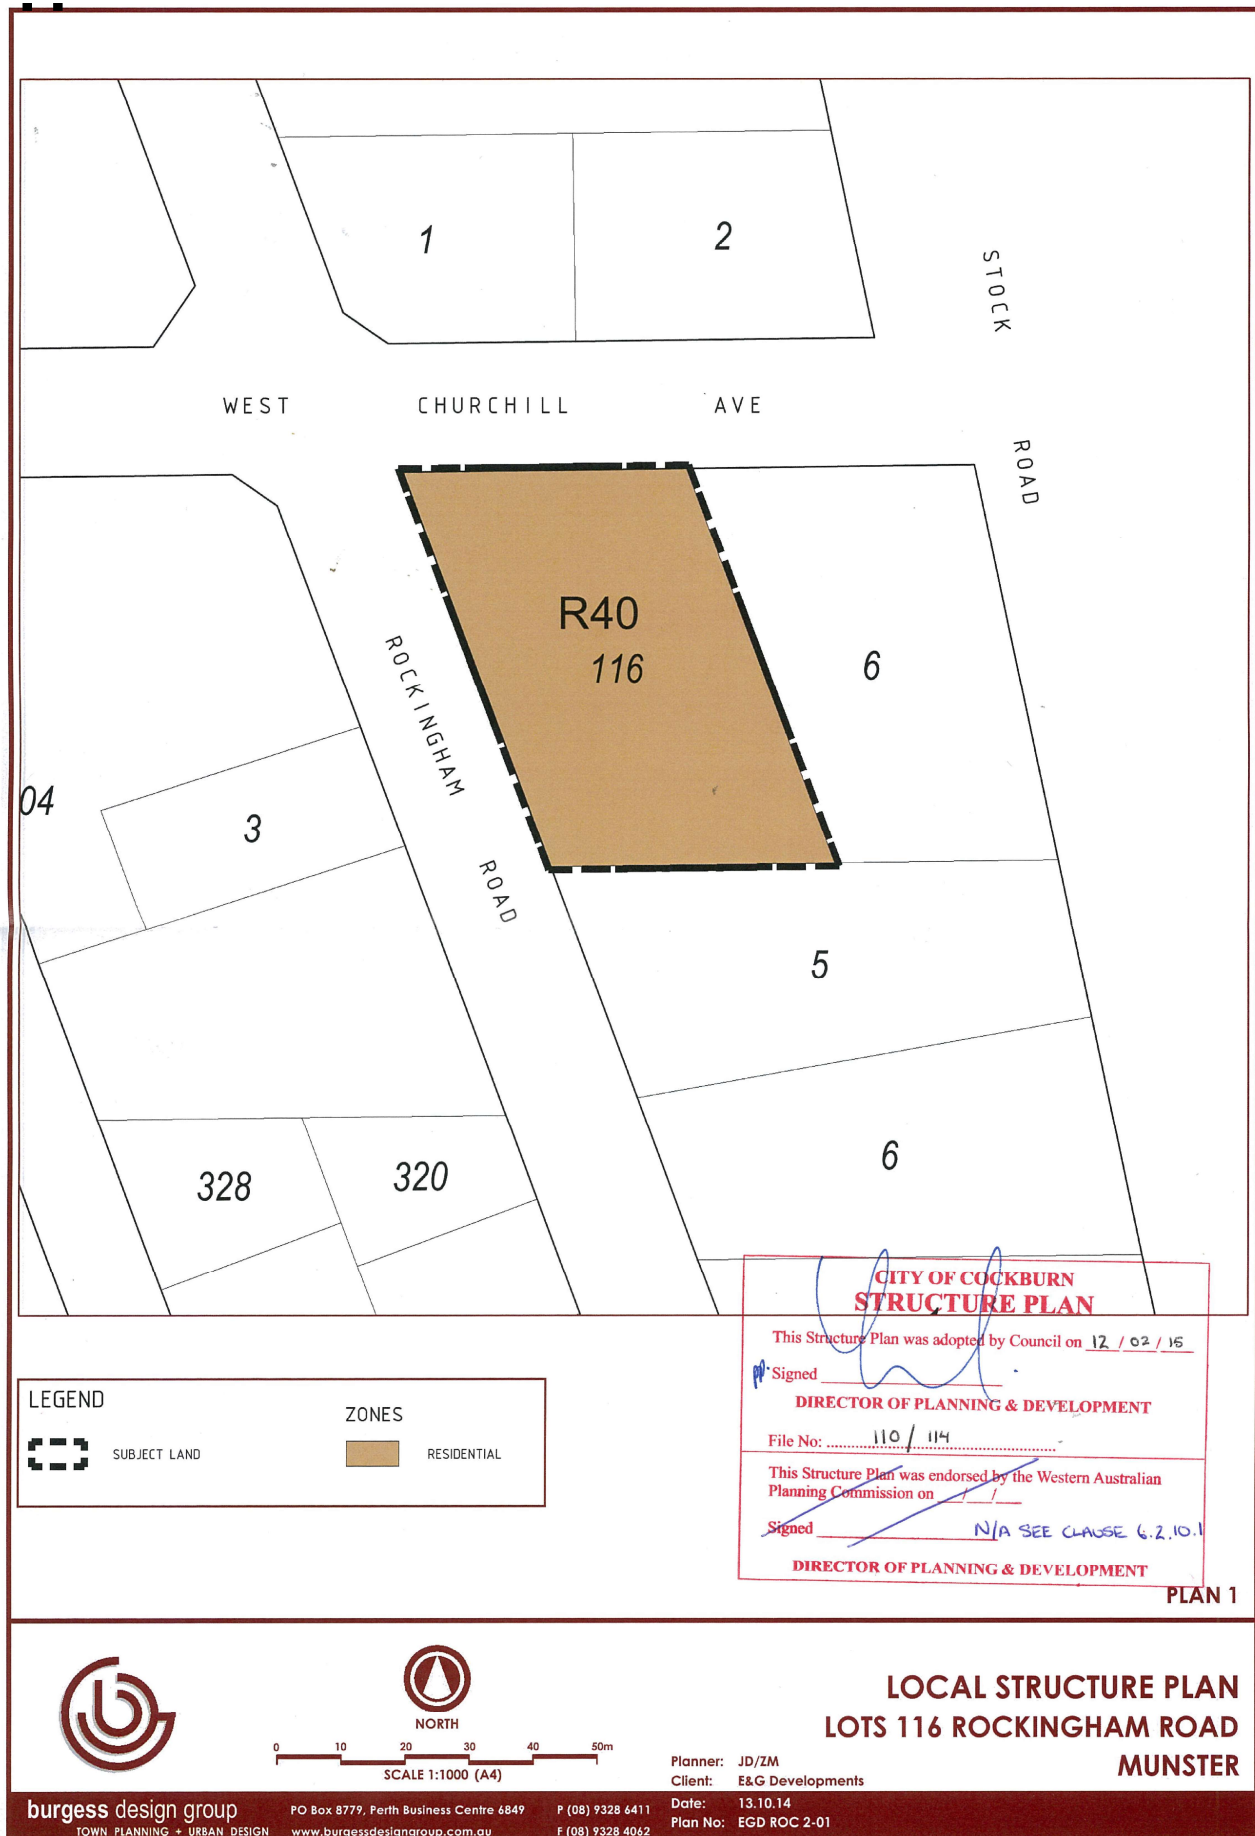 1
2
STOCK
ROAD
WEST CHURCHILL AVE
R40
116
6
ROCKINGHAM
ROAD
04
3
5
328
320
6
CITY OF COCKBURN
STRUCTURE PLAN
This Structure Plan was adopted by Council on 12 / 02 / 15
pp. Signed
DIRECTOR OF PLANNING & DEVELOPMENT
File No: 110 / 114
This Structure Plan was endorsed by the Western Australian
Planning Commission on / /
Signed N/A SEE CLAUSE 6.2.10.1
DIRECTOR OF PLANNING & DEVELOPMENT
LEGEND
ZONES
SUBJECT LAND
RESIDENTIAL
PLAN 1
NORTH
0 10 20 30 40 50m
SCALE 1:1000 (A4)
LOCAL STRUCTURE PLAN
LOTS 116 ROCKINGHAM ROAD
MUNSTER
Planner: JD/ZM
Client: E&G Developments
Date: 13.10.14
Plan No: EGD ROC 2-01
burgess design group
TOWN PLANNING + URBAN DESIGN
PO Box 8779, Perth Business Centre 6849
www.burgessdesigngroup.com.au
P (08) 9328 6411
F (08) 9328 4062